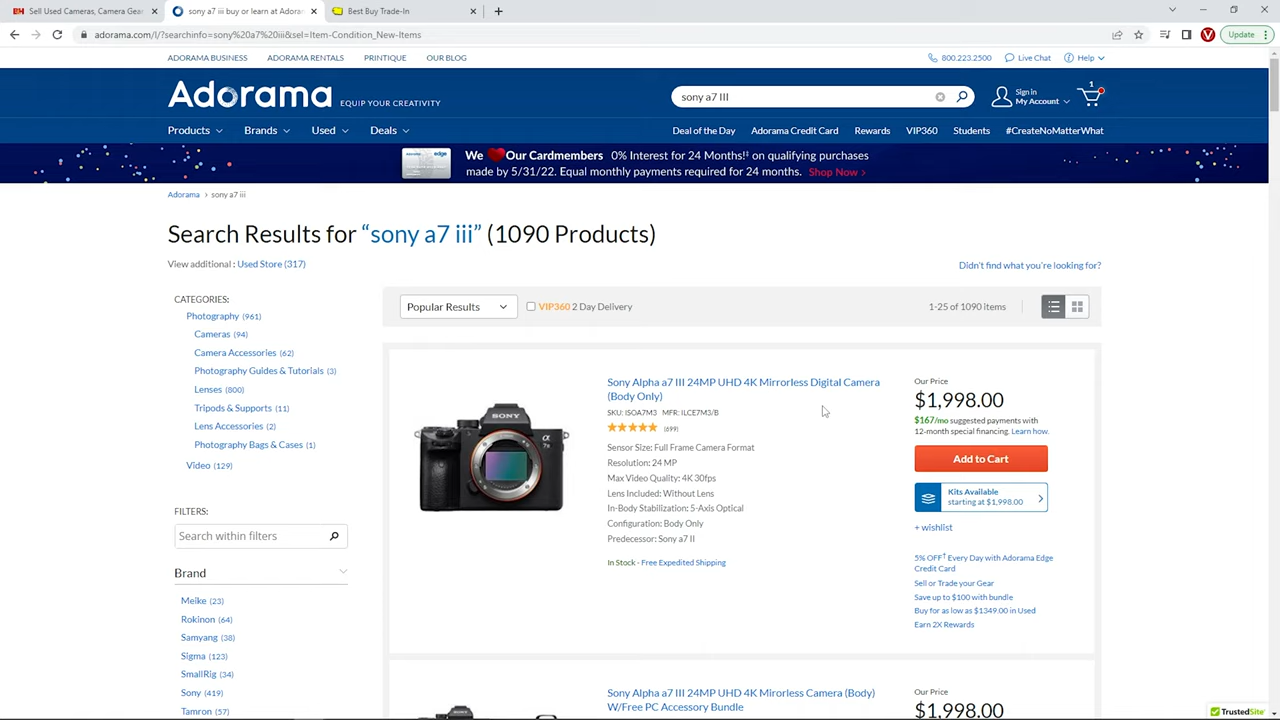 Sell Used Cameras, Camera Gear
sony a7 iii buy or learn at Adoram
Best Buy Trade-In
adorama.com/l/?searchinfo=sony%20a7%20iii&sel=Item-Condition_New-Items
V
Update
ADORAMA BUSINESS
ADORAMA RENTALS
PRINTIQUE
OUR BLOG
800.223.2500
Live Chat
Help
Adorama
EQUIP YOUR CREATIVITY
sony a7 III
Sign in
My Account
1
Products
Brands
Used
Deals
Deal of the Day
Adorama Credit Card
Rewards
VIP360
Students
#CreateNoMatterWhat
We Our Cardmembers 0% Interest for 24 Months!‡ on qualifying purchases
made by 5/31/22. Equal monthly payments required for 24 months. Shop Now >
Adorama > sony a7 iii
Search Results for “sony a7 iii” (1090 Products)
View additional : Used Store (317)
Didn't find what you're looking for?
CATEGORIES:
Photography (961)
Cameras (94)
Camera Accessories (62)
Photography Guides & Tutorials (3)
Lenses (800)
Tripods & Supports (11)
Lens Accessories (2)
Photography Bags & Cases (1)
Video (129)
FILTERS:
Search within filters
Brand
Meike (23)
Rokinon (64)
Samyang (38)
Sigma (123)
SmallRig (34)
Sony (419)
Tamron (57)
Popular Results
VIP360 2 Day Delivery
1-25 of 1090 items
SONY
Sony Alpha a7 III 24MP UHD 4K Mirrorless Digital Camera
(Body Only)
SKU: ISOA7M3 MFR: ILCE7M3/B
(699)
Sensor Size: Full Frame Camera Format
Resolution: 24 MP
Max Video Quality: 4K 30fps
Lens Included: Without Lens
In-Body Stabilization: 5-Axis Optical
Configuration: Body Only
Predecessor: Sony a7 II
In Stock - Free Expedited Shipping
Our Price
$1,998.00
$167/mo suggested payments with
12-month special financing. Learn how.
Add to Cart
Kits Available
starting at $1,998.00
+ wishlist
5% OFF† Every Day with Adorama Edge
Credit Card
Sell or Trade your Gear
Save up to $100 with bundle
Buy for as low as $1349.00 in Used
Earn 2X Rewards
Sony Alpha a7 III 24MP UHD 4K Mirorless Camera (Body)
W/Free PC Accessory Bundle
Our Price
$1,998.00
TrustedSite